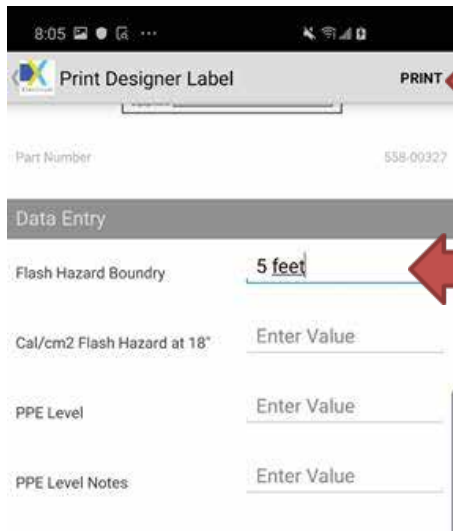 8:05 ...
Print Designer Label PRINT
Part Number 558-00327
Data Entry
Flash Hazard Boundry 5 feet
Cal/cm2 Flash Hazard at 18" Enter Value
PPE Level Enter Value
PPE Level Notes Enter Value